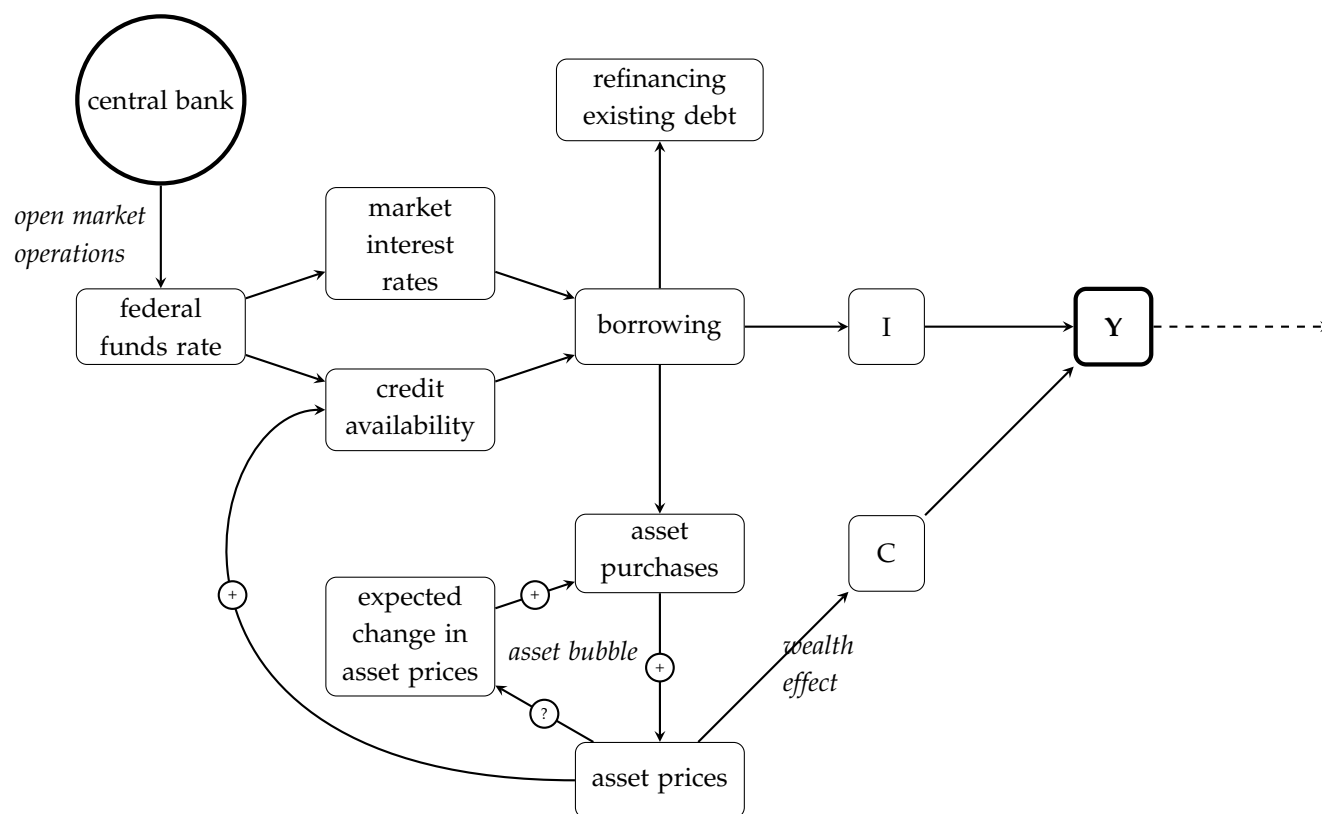 central bank
refinancing
existing debt
open market
operations
market
interest
rates
federal
funds rate
borrowing
I
Y
credit
availability
asset
purchases
C
+
+
expected
change in
asset prices
asset bubble
+
wealth
effect
?
asset prices